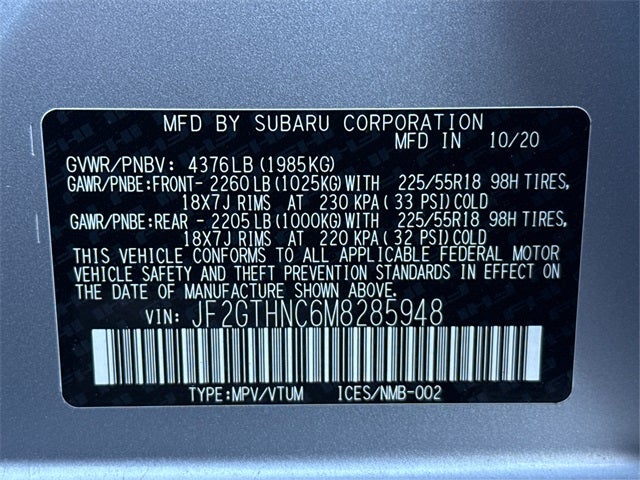 MFD BY SUBARU CORPORATION
MFD IN 10/20
GVWR/PNBV: 4376LB(1985KG)
GAWR/PNBE:FRONT- 2260LB(1025KG)WITH 225/55R18 98H TIRES,
18X7J RIMS AT 230 KPA(33 PSI)COLD
GAWR/PNBE:REAR - 2205LB(1000KG)WITH 225/55R18 98H TIRES,
18X7J RIMS AT 220 KPA(32 PSI)COLD
THIS VEHICLE CONFORMS TO ALL APPLICABLE FEDERAL MOTOR
VEHICLE SAFETY AND THEFT PREVENTION STANDARDS IN EFFECT ON
THE DATE OF MANUFACTURE SHOWN ABOVE.
VIN: JF2GTHNC6M8285948
TYPE:MPV/VTUM ICES/NMB-002